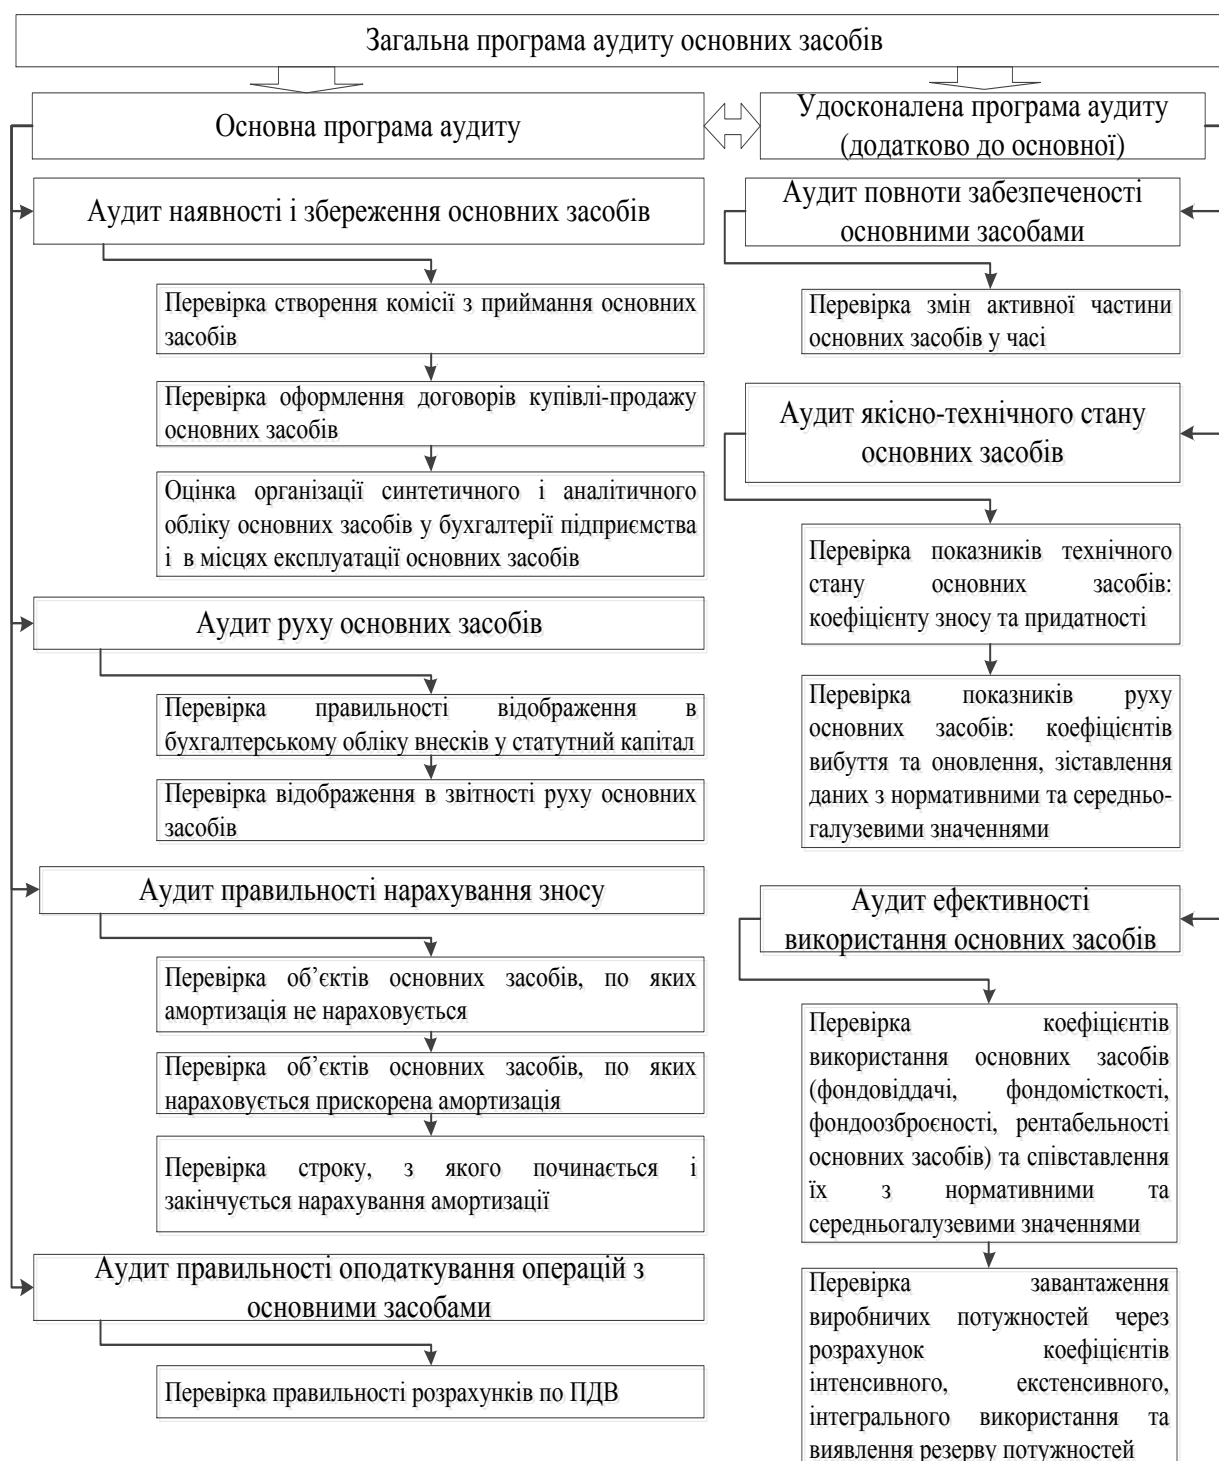 Загальна програма аудиту основних засобів
Основна програма аудиту
Аудит наявності і збереження основних засобів
Перевірка створення комісії з приймання основних
засобів
Перевірка оформлення договорів купівлі-продажу
основних засобів
Оцінка організації синтетичного і аналітичного
обліку основних засобів у бухгалтерії підприємства
і в місцях експлуатації основних засобів
Аудит руху основних засобів
Перевірка правильності відображення в
бухгалтерському обліку внесків у статутний капітал
Перевірка відображення в звітності руху основних
засобів
Аудит правильності нарахування зносу
Перевірка об’єктів основних засобів, по яких
амортизація не нараховується
Перевірка об’єктів основних засобів, по яких
нараховується прискорена амортизація
Перевірка строку, з якого починається і
закінчується нарахування амортизації
Аудит правильності оподаткування операцій з
основними засобами
Перевірка правильності розрахунків по ПДВ
Удосконалена програма аудиту
(додатково до основної)
Аудит повноти забезпеченості
основними засобами
Перевірка змін активної частини
основних засобів у часі
Аудит якісно-технічного стану
основних засобів
Перевірка показників технічного
стану основних засобів:
коефіцієнту зносу та придатності
Перевірка показників руху
основних засобів: коефіцієнтів
вибуття та оновлення, зіставлення
даних з нормативними та середньо-
галузевими значеннями
Аудит ефективності
використання основних засобів
Перевірка коефіцієнтів
використання основних засобів
(фондовіддачі, фондомісткості,
фондоозброєності, рентабельності
основних засобів) та співставлення
їх з нормативними та
середньогалузевими значеннями
Перевірка завантаження
виробничих потужностей через
розрахунок коефіцієнтів
інтенсивного, екстенсивного,
інтегрального використання та
виявлення резерву потужностей